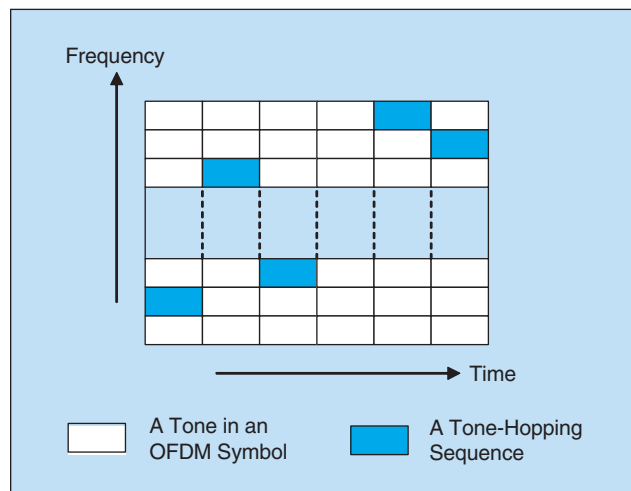 Frequency
Time
A Tone in an
OFDM Symbol
A Tone-Hopping
Sequence